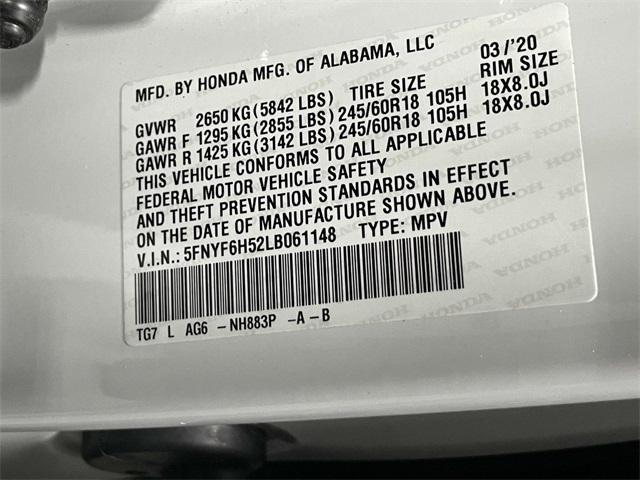 MFD. BY HONDA MFG. OF ALABAMA, LLC 03/'20
GVWR 2650 KG (5842 LBS) TIRE SIZE RIM SIZE
GAWR F 1295 KG (2855 LBS) 245/60R18 105H 18X8.0J
GAWR R 1425 KG (3142 LBS) 245/60R18 105H 18X8.0J
THIS VEHICLE CONFORMS TO ALL APPLICABLE
FEDERAL MOTOR VEHICLE SAFETY
AND THEFT PREVENTION STANDARDS IN EFFECT
ON THE DATE OF MANUFACTURE SHOWN ABOVE.
V.I.N.: 5FNYF6H52LB061148 TYPE: MPV
TG7 L AG6 -NH883P -A -B